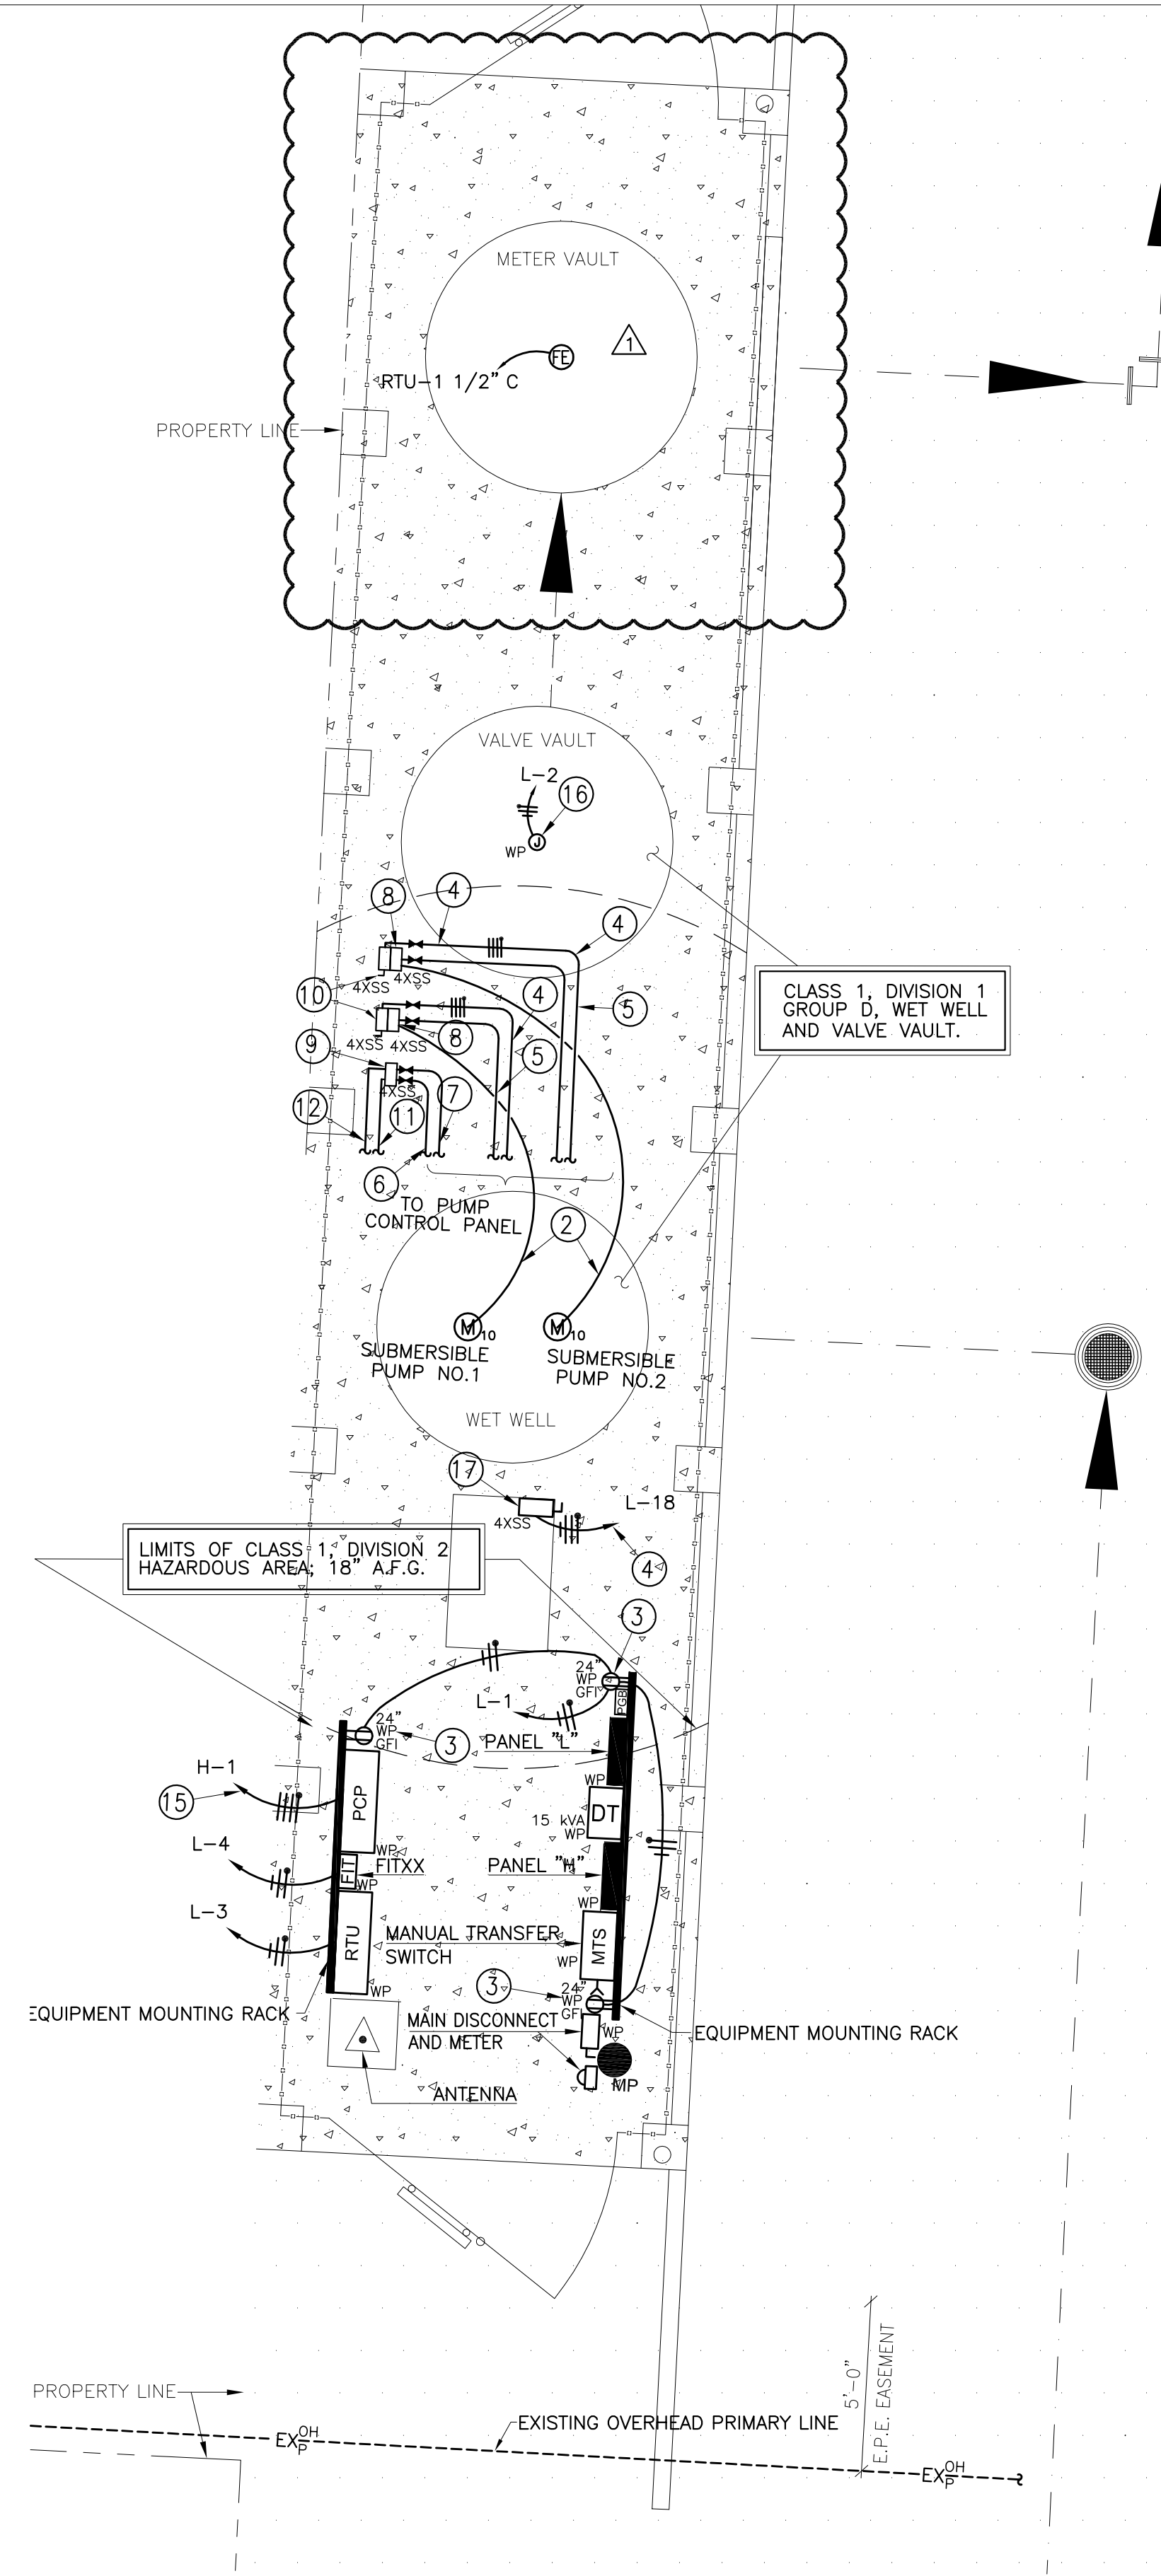 METER VAULT
1
FE
RTU-1 1/2" C
PROPERTY LINE
VALVE VAULT
L-2
16
J
WP
8
4
4
4XSS
4XSS
10
4
5
CLASS 1, DIVISION 1
GROUP D, WET WELL
AND VALVE VAULT.
4XSS
4XSS
8
9
5
4XSS
7
12
11
6
TO PUMP
CONTROL PANEL
2
M10
M10
SUBMERSIBLE
PUMP NO.1
SUBMERSIBLE
PUMP NO.2
WET WELL
17
L-18
4XSS
LIMITS OF CLASS 1, DIVISION 2
HAZARDOUS AREA; 18" A.F.G.
4
3
24"
WP
GFI
PGB
L-1
24"
WP
GFI
3
PANEL "L"
H-1
15
PCP
WP
15 kVA
WP
DT
L-4
WP
FIT
FITXX
WP
PANEL "H"
WP
L-3
RTU
MANUAL TRANSFER
SWITCH
MTS
WP
WP
3
24"
WP
GFI
EQUIPMENT MOUNTING RACK
MAIN DISCONNECT
AND METER
WP
EQUIPMENT MOUNTING RACK
MP
ANTENNA
5'-0"
E.P.E. EASEMENT
PROPERTY LINE
EXISTING OVERHEAD PRIMARY LINE
EX OH P
EX OH P